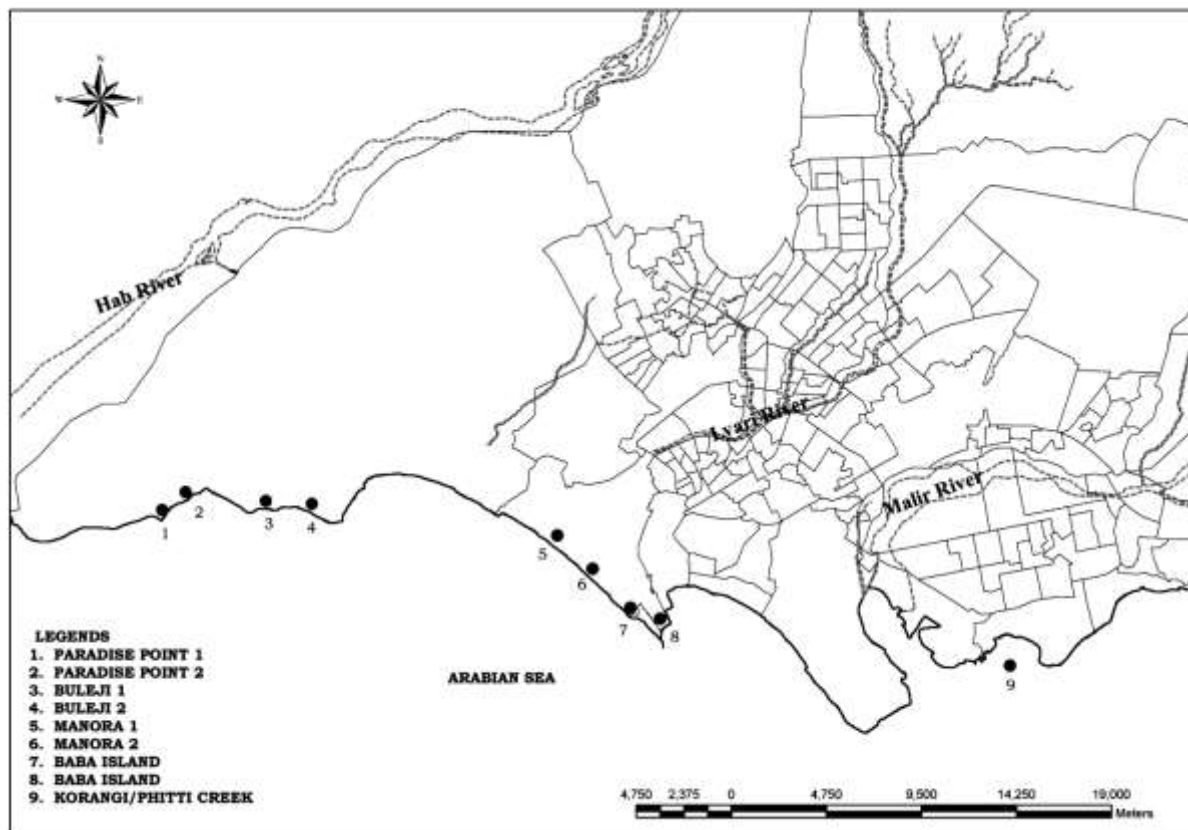 N
W E
S
Hab River
Lyari River
Malir River
1
2
3
4
5
6
7
8
9
ARABIAN SEA
LEGENDS
1. PARADISE POINT 1
2. PARADISE POINT 2
3. BULEJI 1
4. BULEJI 2
5. MANORA 1
6. MANORA 2
7. BABA ISLAND
8. BABA ISLAND
9. KORANGI/PHITTI CREEK
4,750 2,375 0 4,750 9,500 14,250 19,000
Meters